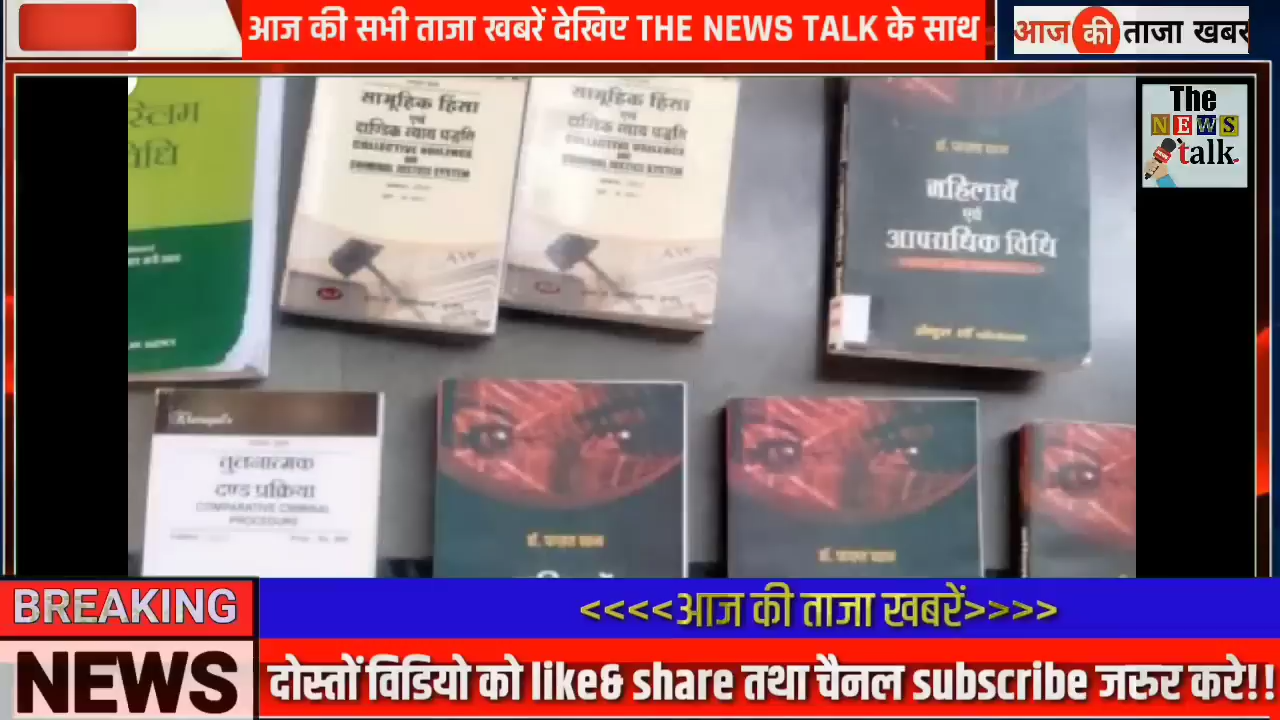 आज की सभी ताजा खबरें देखिए THE NEWS TALK के साथ
आज की ताजा खबर
The
NEWS
talk.
स्लिम
विधि
सामूहिक हिंसा
एवं
दाण्डिक न्याय पद्धति
COLLECTIVE VIOLENCE
AND
CRIMINAL JUSTICE SYSTEM
सामूहिक हिंसा
एवं
दाण्डिक न्याय पद्धति
COLLECTIVE VIOLENCE
AND
CRIMINAL JUSTICE SYSTEM
महिलायें
एवं
आपराधिक विधि
तुलनात्मक
दण्ड प्रक्रिया
COMPARATIVE CRIMINAL
PROCEDURE
डॉ. फरहत खान
डॉ. फरहत खान
BREAKING
NEWS
<<<<आज की ताजा खबरें>>>>
दोस्तों विडियो को like& share तथा चैनल subscribe जरुर करे!!